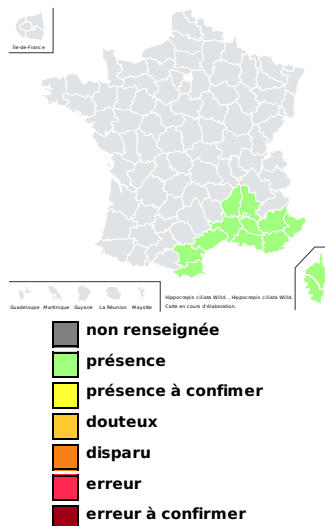 Île-de-France
Guadeloupe Martinique Guyane La Réunion Mayotte
Hippocrepis ciliata Willd., Hippocrepis ciliata Willd.
Carte en cours d'élaboration.
non renseignée
présence
présence à confimer
douteux
disparu
erreur
erreur à confirmer